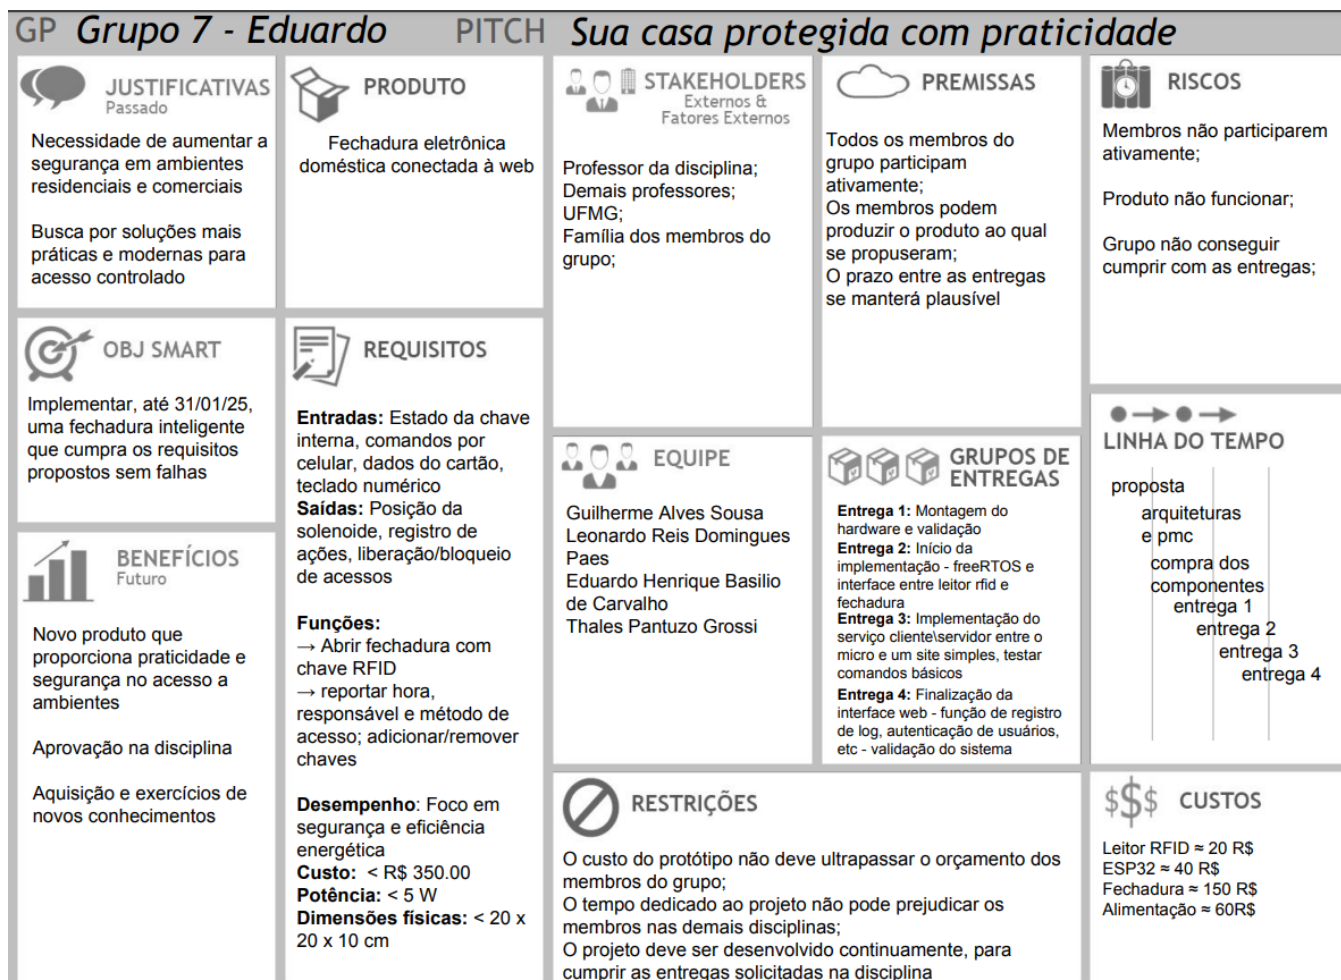 GP Grupo 7 - Eduardo PITCH Sua casa protegida com praticidade
JUSTIFICATIVAS
Passado
Necessidade de aumentar a
segurança em ambientes
residenciais e comerciais
Busca por soluções mais
práticas e modernas para
acesso controlado
OBJ SMART
Implementar, até 31/01/25,
uma fechadura inteligente
que cumpra os requisitos
propostos sem falhas
BENEFÍCIOS
Futuro
Novo produto que
proporciona praticidade e
segurança no acesso a
ambientes
Aprovação na disciplina
Aquisição e exercícios de
novos conhecimentos
PRODUTO
Fechadura eletrônica
doméstica conectada à web
REQUISITOS
Entradas: Estado da chave
interna, comandos por
celular, dados do cartão,
teclado numérico
Saídas: Posição da
solenoide, registro de
ações, liberação/bloqueio
de acessos
Funções:
→ Abrir fechadura com
chave RFID
→ reportar hora,
responsável e método de
acesso; adicionar/remover
chaves
Desempenho: Foco em
segurança e eficiência
energética
Custo: < R$ 350.00
Potência: < 5 W
Dimensões físicas: < 20 x
20 x 10 cm
STAKEHOLDERS
Externos &
Fatores Externos
Professor da disciplina;
Demais professores;
UFMG;
Família dos membros do
grupo;
EQUIPE
Guilherme Alves Sousa
Leonardo Reis Domingues
Paes
Eduardo Henrique Basilio
de Carvalho
Thales Pantuzo Grossi
PREMISSAS
Todos os membros do
grupo participam
ativamente;
Os membros podem
produzir o produto ao qual
se propuseram;
O prazo entre as entregas
se manterá plausível
GRUPOS DE
ENTREGAS
Entrega 1: Montagem do
hardware e validação
Entrega 2: Início da
implementação - freeRTOS e
interface entre leitor rfid e
fechadura
Entrega 3: Implementação do
serviço cliente\servidor entre o
micro e um site simples, testar
comandos básicos
Entrega 4: Finalização da
interface web - função de registro
de log, autenticação de usuários,
etc - validação do sistema
RESTRIÇÕES
O custo do protótipo não deve ultrapassar o orçamento dos
membros do grupo;
O tempo dedicado ao projeto não pode prejudicar os
membros nas demais disciplinas;
O projeto deve ser desenvolvido continuamente, para
cumprir as entregas solicitadas na disciplina
RISCOS
Membros não participarem
ativamente;
Produto não funcionar;
Grupo não conseguir
cumprir com as entregas;
LINHA DO TEMPO
proposta
arquiteturas
e pmc
compra dos
componentes
entrega 1
entrega 2
entrega 3
entrega 4
$$$ CUSTOS
Leitor RFID ≈ 20 R$
ESP32 ≈ 40 R$
Fechadura ≈ 150 R$
Alimentação ≈ 60R$